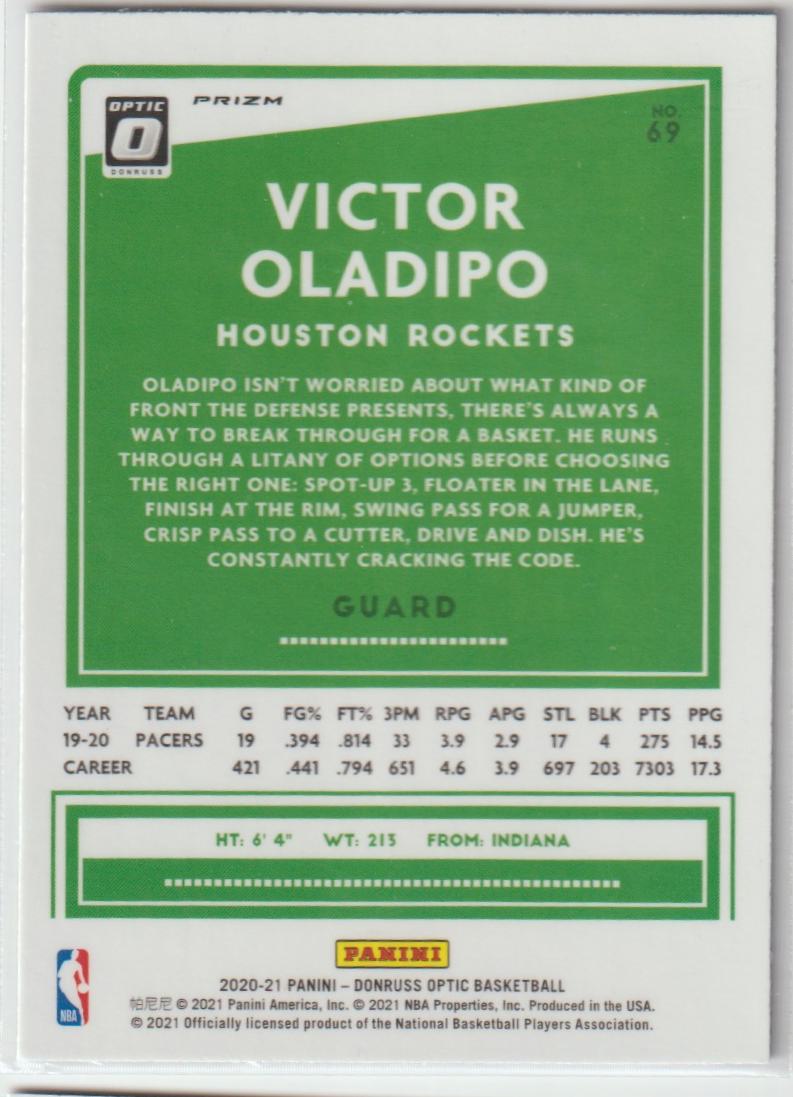 OPTIC
PRIZM
DONRUSS
NO.
69
VICTOR
OLADIPO
HOUSTON ROCKETS
OLADIPO ISN'T WORRIED ABOUT WHAT KIND OF
FRONT THE DEFENSE PRESENTS, THERE'S ALWAYS A
WAY TO BREAK THROUGH FOR A BASKET. HE RUNS
THROUGH A LITANY OF OPTIONS BEFORE CHOOSING
THE RIGHT ONE: SPOT-UP 3, FLOATER IN THE LANE,
FINISH AT THE RIM, SWING PASS FOR A JUMPER,
CRISP PASS TO A CUTTER, DRIVE AND DISH. HE'S
CONSTANTLY CRACKING THE CODE.
GUARD
YEAR TEAM G FG% FT% 3PM RPG APG STL BLK PTS PPG
19-20 PACERS 19 .394 .814 33 3.9 2.9 17 4 275 14.5
CAREER 421 .441 .794 651 4.6 3.9 697 203 7303 17.3
HT: 6' 4" WT: 213 FROM: INDIANA
PANINI
2020-21 PANINI – DONRUSS OPTIC BASKETBALL
帕尼尼 © 2021 Panini America, Inc. © 2021 NBA Properties, Inc. Produced in the USA.
© 2021 Officially licensed product of the National Basketball Players Association.
NBA